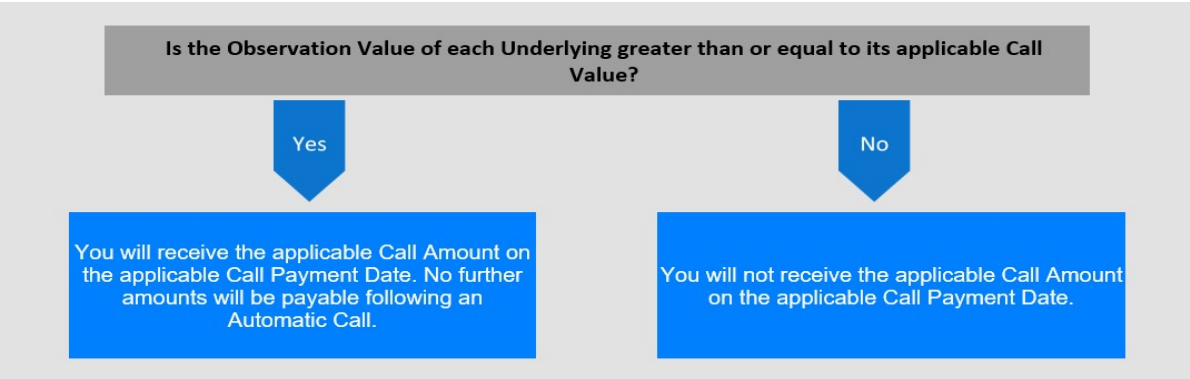 Is the Observation Value of each Underlying greater than or equal to its applicable Call
Value?
Yes
No
You will receive the applicable Call Amount on
the applicable Call Payment Date. No further
amounts will be payable following an
Automatic Call.
You will not receive the applicable Call Amount
on the applicable Call Payment Date.